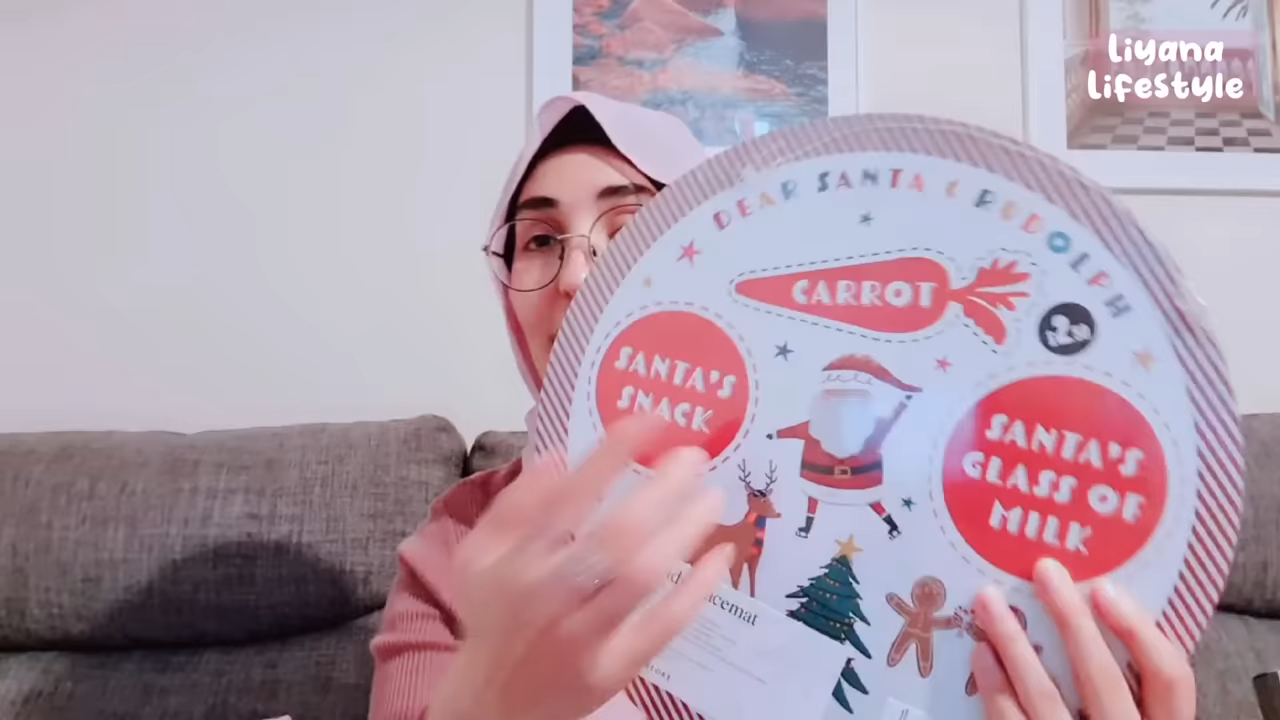 Liyana
Lifestyle
DEAR SANTA & RUDOLPH
CARROT
SANTA'S
SNACK
SANTA'S
GLASS OF
MILK